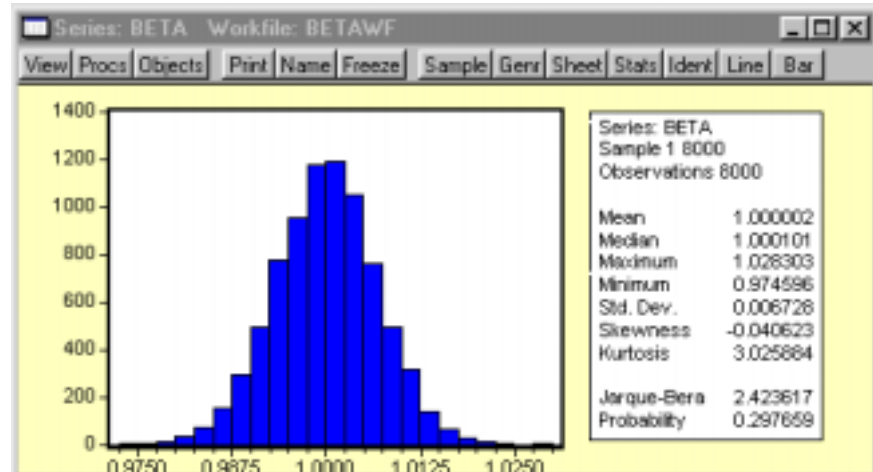 Series: BETA Workfile: BETAWF
View Procs Objects Print Name Freeze Sample Genr Sheet Stats Ident Line Bar
1400
1200
1000
800
600
400
200
0
0.9750 0.9875 1.0000 1.0125 1.0250
Series: BETA
Sample 1 8000
Observations 8000
Mean 1.000002
Median 1.000101
Maximum 1.028303
Minimum 0.974596
Std. Dev. 0.006728
Skewness -0.040623
Kurtosis 3.025884
Jarque-Bera 2.423617
Probability 0.297659